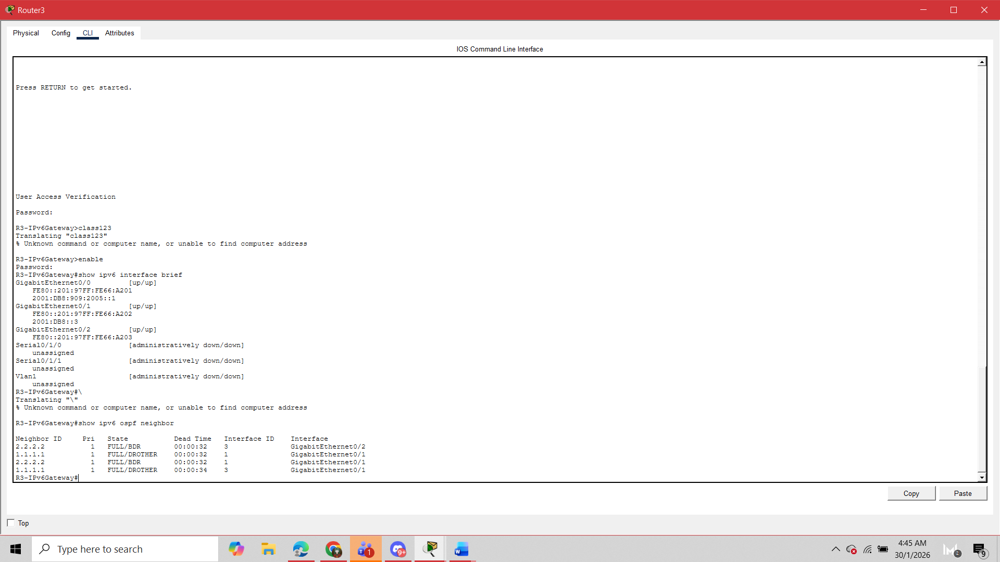 Router3
Physical Config CLI Attributes
IOS Command Line Interface
Press RETURN to get started.
User Access Verification
Password:
R3-IPv6Gateway>class123
Translating "class123"
% Unknown command or computer name, or unable to find computer address
R3-IPv6Gateway>enable
Password:
R3-IPv6Gateway#show ipv6 interface brief
GigabitEthernet0/0 [up/up]
FE80::201:97FF:FE66:A201
2001:DB8:909:2005::1
GigabitEthernet0/1 [up/up]
FE80::201:97FF:FE66:A202
2001:DB8::3
GigabitEthernet0/2 [up/up]
FE80::201:97FF:FE66:A203
Serial0/1/0 [administratively down/down]
unassigned
Serial0/1/1 [administratively down/down]
unassigned
Vlan1 [administratively down/down]
unassigned
R3-IPv6Gateway#\
Translating "\"
% Unknown command or computer name, or unable to find computer address
R3-IPv6Gateway#show ipv6 ospf neighbor
Neighbor ID Pri State Dead Time Interface ID Interface
2.2.2.2 1 FULL/BDR 00:00:32 3 GigabitEthernet0/2
1.1.1.1 1 FULL/DROTHER 00:00:32 1 GigabitEthernet0/1
2.2.2.2 1 FULL/BDR 00:00:32 1 GigabitEthernet0/1
1.1.1.1 1 FULL/DROTHER 00:00:34 3 GigabitEthernet0/1
R3-IPv6Gateway#
Copy Paste
Top
Type here to search
1
9+
W
4:45 AM
30/1/2026
2
9